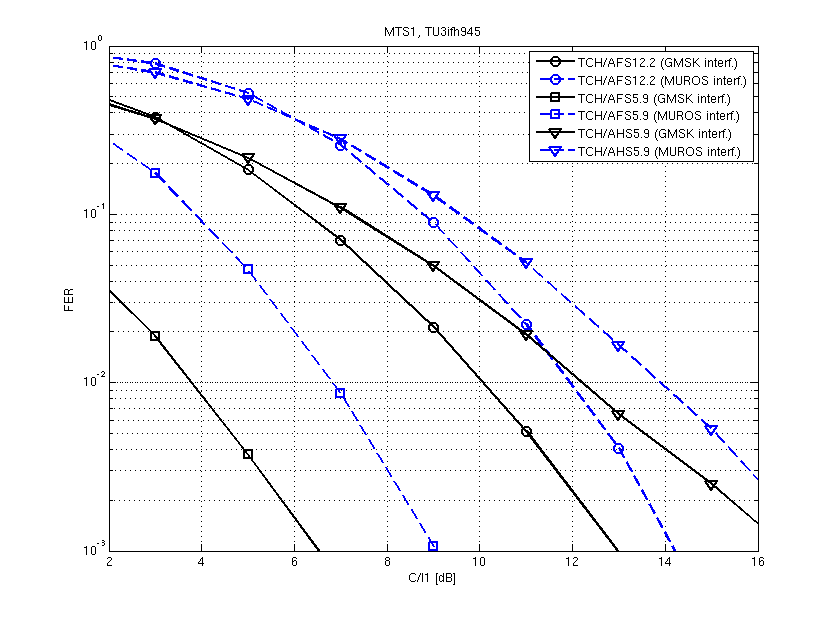 MTS1, TU3ifh945
10^0
10^-1
10^-2
10^-3
FER
TCH/AFS12.2 (GMSK interf.)
TCH/AFS12.2 (MUROS interf.)
TCH/AFS5.9 (GMSK interf.)
TCH/AFS5.9 (MUROS interf.)
TCH/AHS5.9 (GMSK interf.)
TCH/AHS5.9 (MUROS interf.)
2 4 6 8 10 12 14 16
C/I1 [dB]